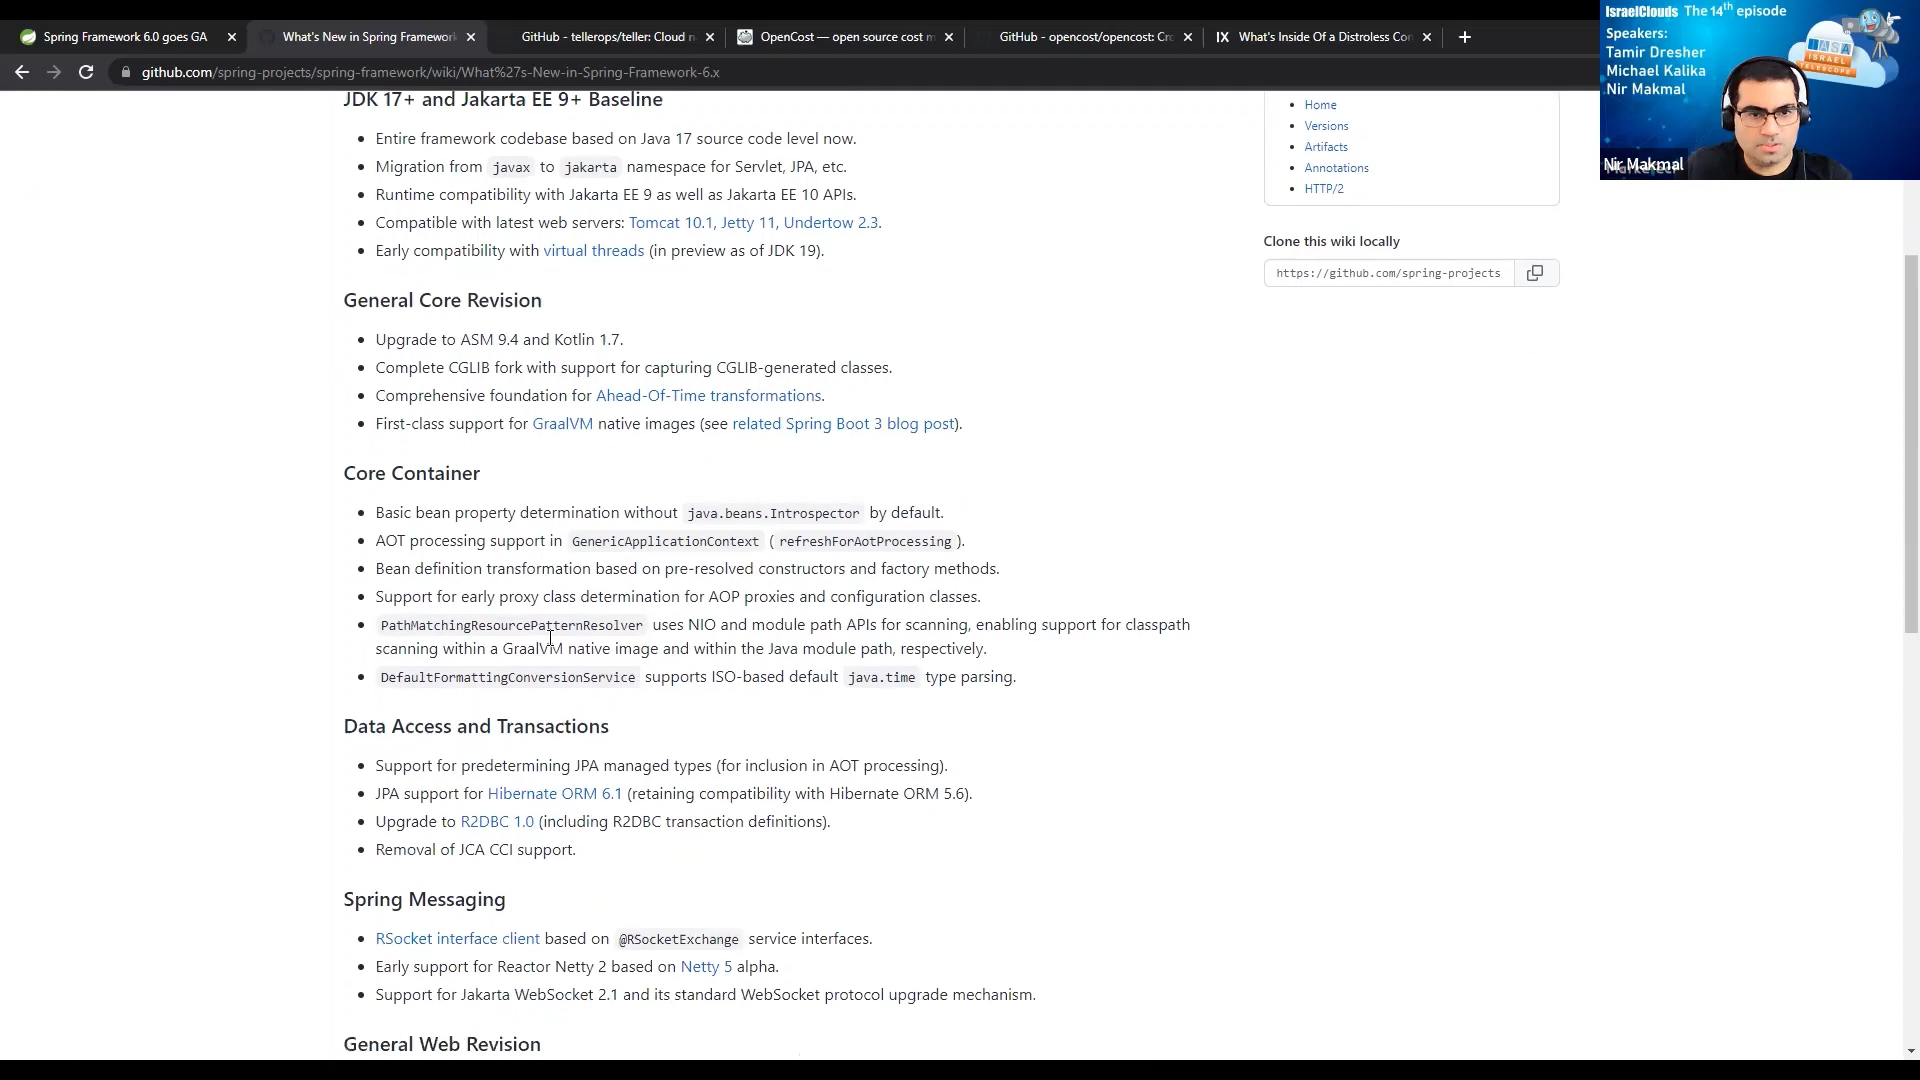 Spring Framework 6.0 goes GA
What's New in Spring Framework
GitHub - tellerops/teller: Cloud n
OpenCost — open source cost m
GitHub - opencost/opencost: Cro
IX What's Inside Of a Distroless Con
github.com/spring-projects/spring-framework/wiki/What%27s-New-in-Spring-Framework-6.x
IsraelClouds The 14th episode
Speakers:
Tamir Dresher
Michael Kalika
Nir Makmal
IASA
ISRAEL
TELESCOPE
Nir Makmal
JDK 17+ and Jakarta EE 9+ Baseline
Entire framework codebase based on Java 17 source code level now.
Migration from javax to jakarta namespace for Servlet, JPA, etc.
Runtime compatibility with Jakarta EE 9 as well as Jakarta EE 10 APIs.
Compatible with latest web servers: Tomcat 10.1, Jetty 11, Undertow 2.3.
Early compatibility with virtual threads (in preview as of JDK 19).
General Core Revision
Upgrade to ASM 9.4 and Kotlin 1.7.
Complete CGLIB fork with support for capturing CGLIB-generated classes.
Comprehensive foundation for Ahead-Of-Time transformations.
First-class support for GraalVM native images (see related Spring Boot 3 blog post).
Core Container
Basic bean property determination without java.beans.Introspector by default.
AOT processing support in GenericApplicationContext ( refreshForAotProcessing ).
Bean definition transformation based on pre-resolved constructors and factory methods.
Support for early proxy class determination for AOP proxies and configuration classes.
PathMatchingResourcePatternResolver uses NIO and module path APIs for scanning, enabling support for classpath
scanning within a GraalVM native image and within the Java module path, respectively.
DefaultFormattingConversionService supports ISO-based default java.time type parsing.
Data Access and Transactions
Support for predetermining JPA managed types (for inclusion in AOT processing).
JPA support for Hibernate ORM 6.1 (retaining compatibility with Hibernate ORM 5.6).
Upgrade to R2DBC 1.0 (including R2DBC transaction definitions).
Removal of JCA CCI support.
Spring Messaging
RSocket interface client based on @RSocketExchange service interfaces.
Early support for Reactor Netty 2 based on Netty 5 alpha.
Support for Jakarta WebSocket 2.1 and its standard WebSocket protocol upgrade mechanism.
General Web Revision
Home
Versions
Artifacts
Annotations
HTTP/2
Clone this wiki locally
https://github.com/spring-projects